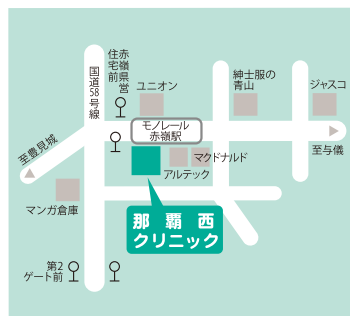 赤嶺県営
住宅前
国道58号線
ユニオン
紳士服の
青山
ジャスコ
モノレール
赤嶺駅
至豊見城
マクドナルド
至与儀
アルテック
マンガ倉庫
那覇西
クリニック
第2
ゲート前